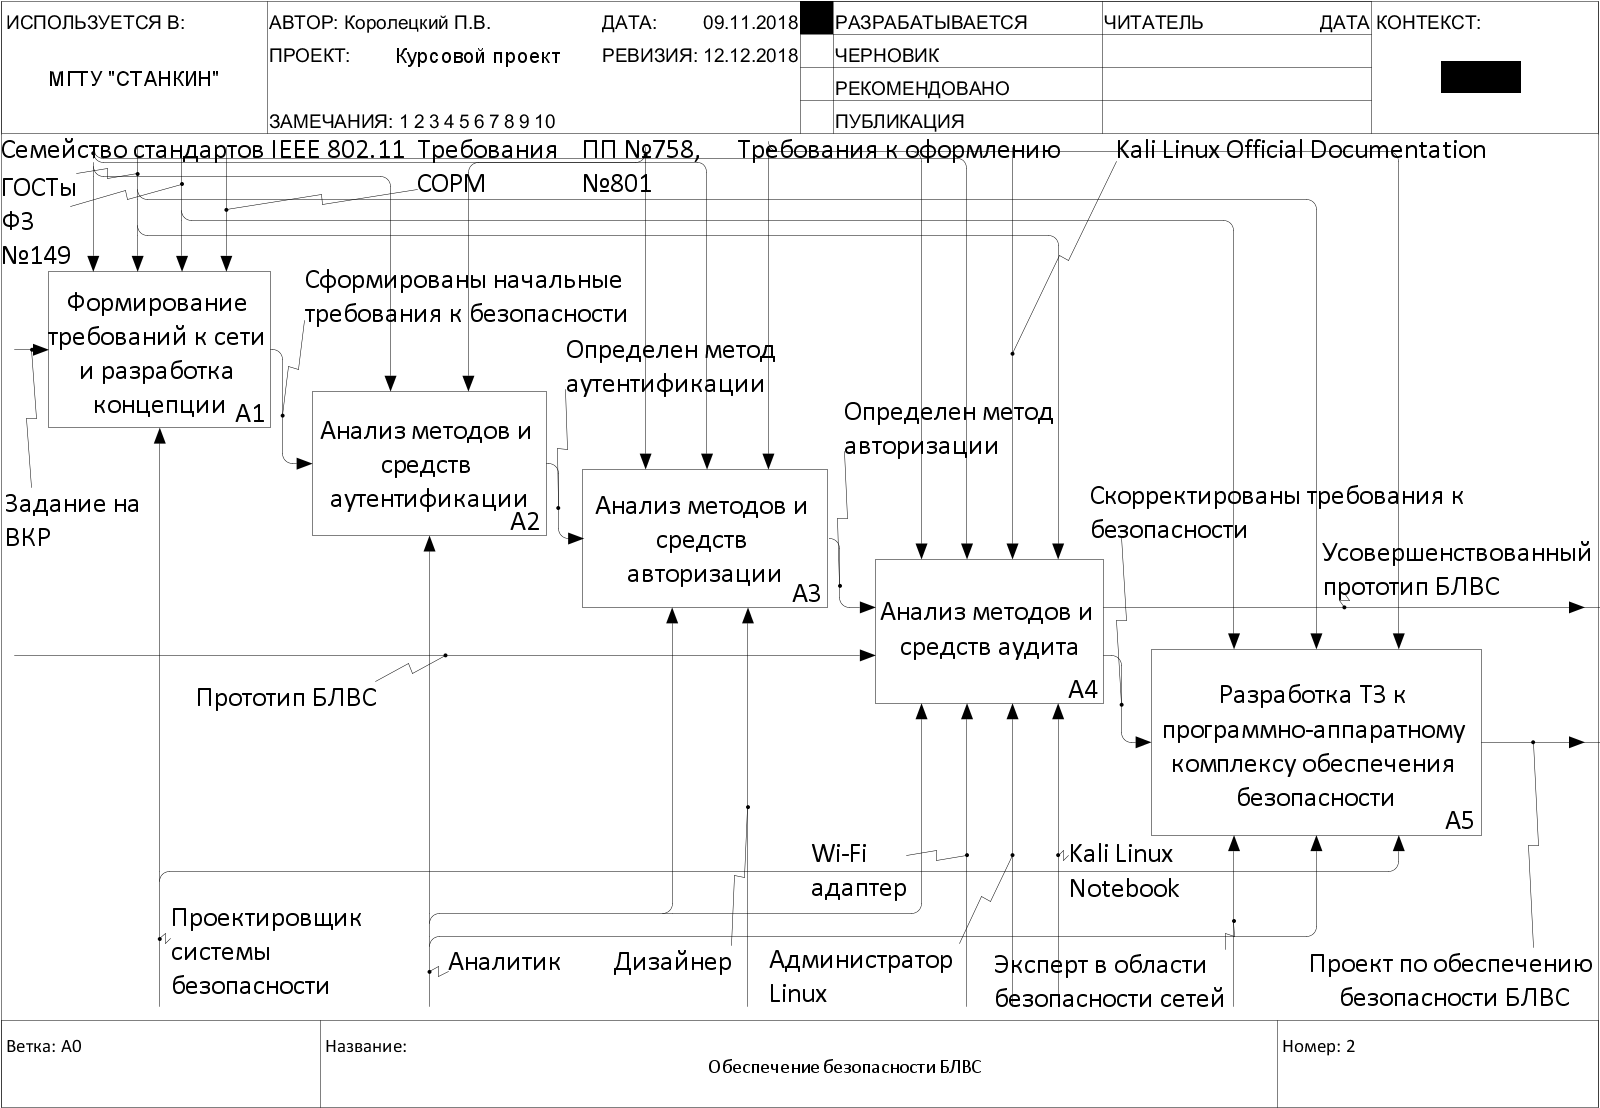 ИСПОЛЬЗУЕТСЯ В:
МГТУ "СТАНКИН"
АВТОР: Королецкий П.В.
ДАТА: 09.11.2018
ПРОЕКТ: Курсовой проект
РЕВИЗИЯ: 12.12.2018
ЗАМЕЧАНИЯ: 1 2 3 4 5 6 7 8 9 10
РАЗРАБАТЫВАЕТСЯ
ЧЕРНОВИК
РЕКОМЕНДОВАНО
ПУБЛИКАЦИЯ
ЧИТАТЕЛЬ
ДАТА
КОНТЕКСТ:
Семейство стандартов IEEE 802.11
Требования
СОРМ
ПП №758,
№801
Требования к оформлению
Kali Linux Official Documentation
ГОСТы
ФЗ
№149
Формирование
требований к сети
и разработка
концепции
А1
Сформированы начальные
требования к безопасности
Задание на
ВКР
Анализ методов и
средств
аутентификации
А2
Определен метод
аутентификации
Анализ методов и
средств
авторизации
А3
Определен метод
авторизации
Анализ методов и
средств аудита
А4
Скорректированы требования к
безопасности
Усовершенствованный
прототип БЛВС
Прототип БЛВС
Разработка ТЗ к
программно-аппаратному
комплексу обеспечения
безопасности
А5
Wi-Fi
адаптер
Kali Linux
Notebook
Проектировщик
системы
безопасности
Аналитик
Дизайнер
Администратор
Linux
Эксперт в области
безопасности сетей
Проект по обеспечению
безопасности БЛВС
Ветка: А0
Название:
Обеспечение безопасности БЛВС
Номер: 2